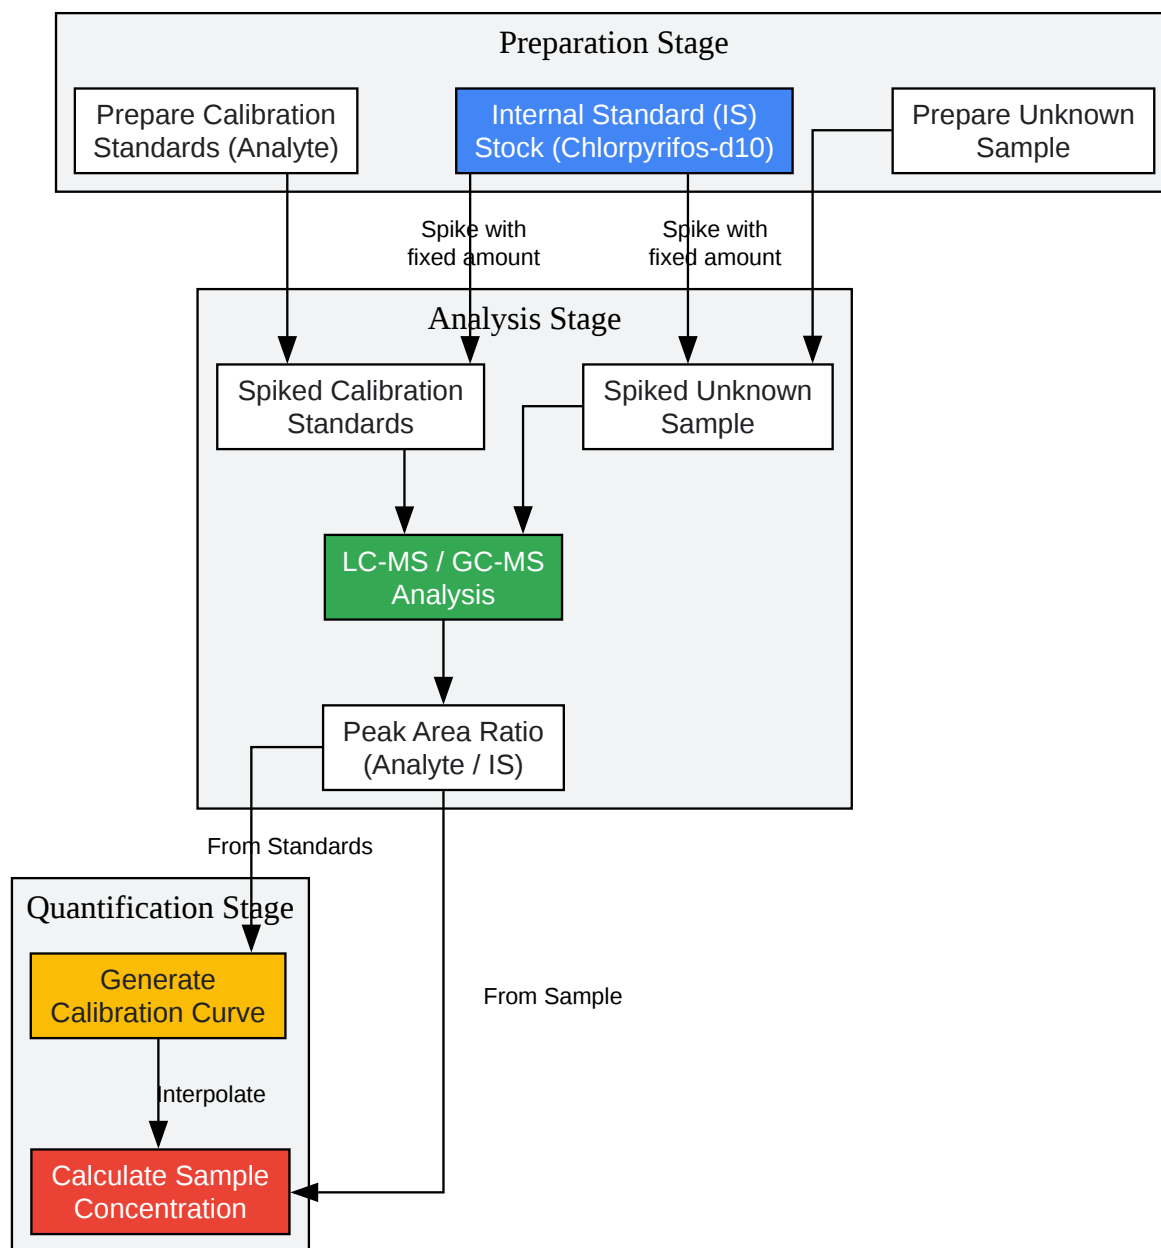 Preparation Stage
Prepare Calibration
Standards (Analyte)
Internal Standard (IS)
Stock (Chlorpyrifos-d10)
Prepare Unknown
Sample
Spike with
fixed amount
Spike with
fixed amount
Analysis Stage
Spiked Calibration
Standards
Spiked Unknown
Sample
LC-MS / GC-MS
Analysis
Peak Area Ratio
(Analyte / IS)
From Standards
Quantification Stage
Generate
Calibration Curve
From Sample
Interpolate
Calculate Sample
Concentration